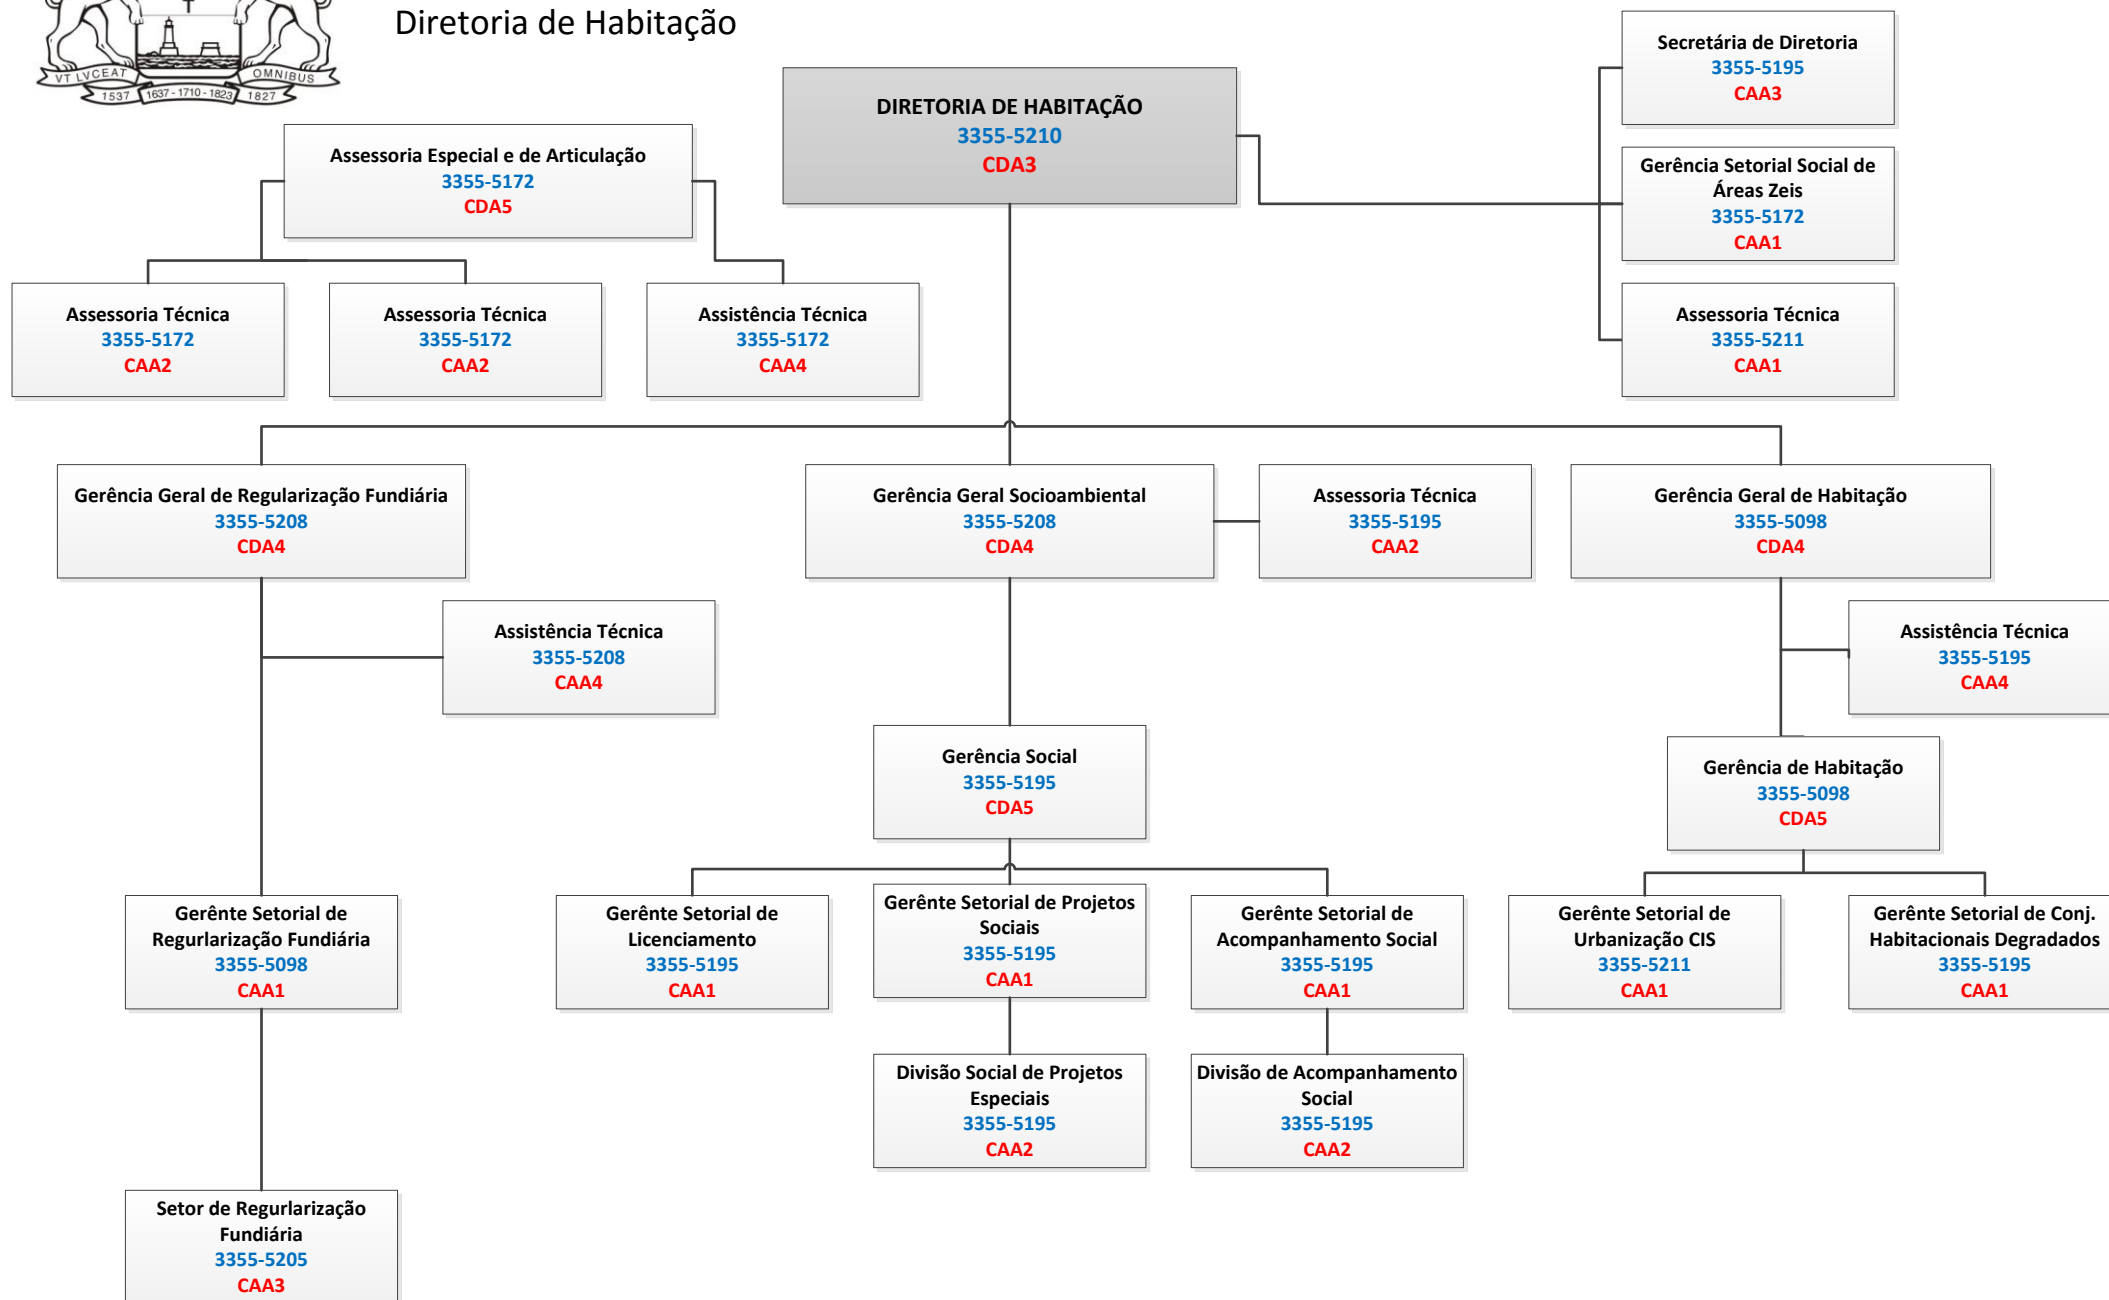 Diretoria de Habitação
VT LVCEAT
OMNIBUS
1537
1637 - 1710 - 1823
1827
DIRETORIA DE HABITAÇÃO
3355-5210
CDA3
Secretária de Diretoria
3355-5195
CAA3
Gerência Setorial Social de
Áreas Zeis
3355-5172
CAA1
Assessoria Técnica
3355-5211
CAA1
Assessoria Especial e de Articulação
3355-5172
CDA5
Assessoria Técnica
3355-5172
CAA2
Assessoria Técnica
3355-5172
CAA2
Assistência Técnica
3355-5172
CAA4
Gerência Geral de Regularização Fundiária
3355-5208
CDA4
Gerência Geral Socioambiental
3355-5208
CDA4
Assessoria Técnica
3355-5195
CAA2
Gerência Geral de Habitação
3355-5098
CDA4
Assistência Técnica
3355-5208
CAA4
Assistência Técnica
3355-5195
CAA4
Gerência Social
3355-5195
CDA5
Gerência de Habitação
3355-5098
CDA5
Gerênte Setorial de
Regurlarização Fundiária
3355-5098
CAA1
Gerênte Setorial de
Licenciamento
3355-5195
CAA1
Gerênte Setorial de Projetos
Sociais
3355-5195
CAA1
Gerênte Setorial de
Acompanhamento Social
3355-5195
CAA1
Gerênte Setorial de
Urbanização CIS
3355-5211
CAA1
Gerênte Setorial de Conj.
Habitacionais Degradados
3355-5195
CAA1
Divisão Social de Projetos
Especiais
3355-5195
CAA2
Divisão de Acompanhamento
Social
3355-5195
CAA2
Setor de Regurlarização
Fundiária
3355-5205
CAA3